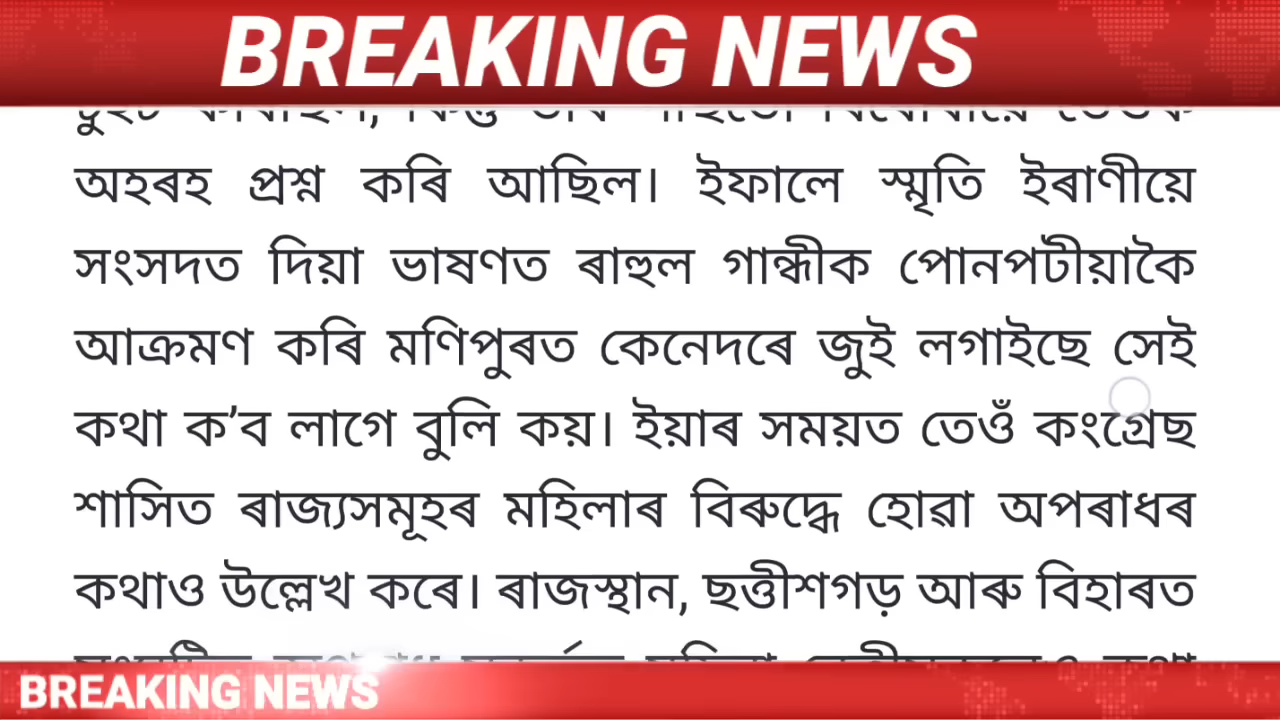 BREAKING NEWS
অহৰহ প্ৰশ্ন কৰি আছিল। ইফালে স্মৃতি ইৰাণীয়ে
সংসদত দিয়া ভাষণত ৰাহুল গান্ধীক পোনপটীয়াকৈ
আক্ৰমণ কৰি মণিপুৰত কেনেদৰে জুই লগাইছে সেই
কথা ক’ব লাগে বুলি কয়। ইয়াৰ সময়ত তেওঁ কংগ্ৰেছ
শাসিত ৰাজ্যসমূহৰ মহিলাৰ বিৰুদ্ধে হোৱা অপৰাধৰ
কথাও উল্লেখ কৰে। ৰাজস্থান, ছত্তীশগড় আৰু বিহাৰত
BREAKING NEWS